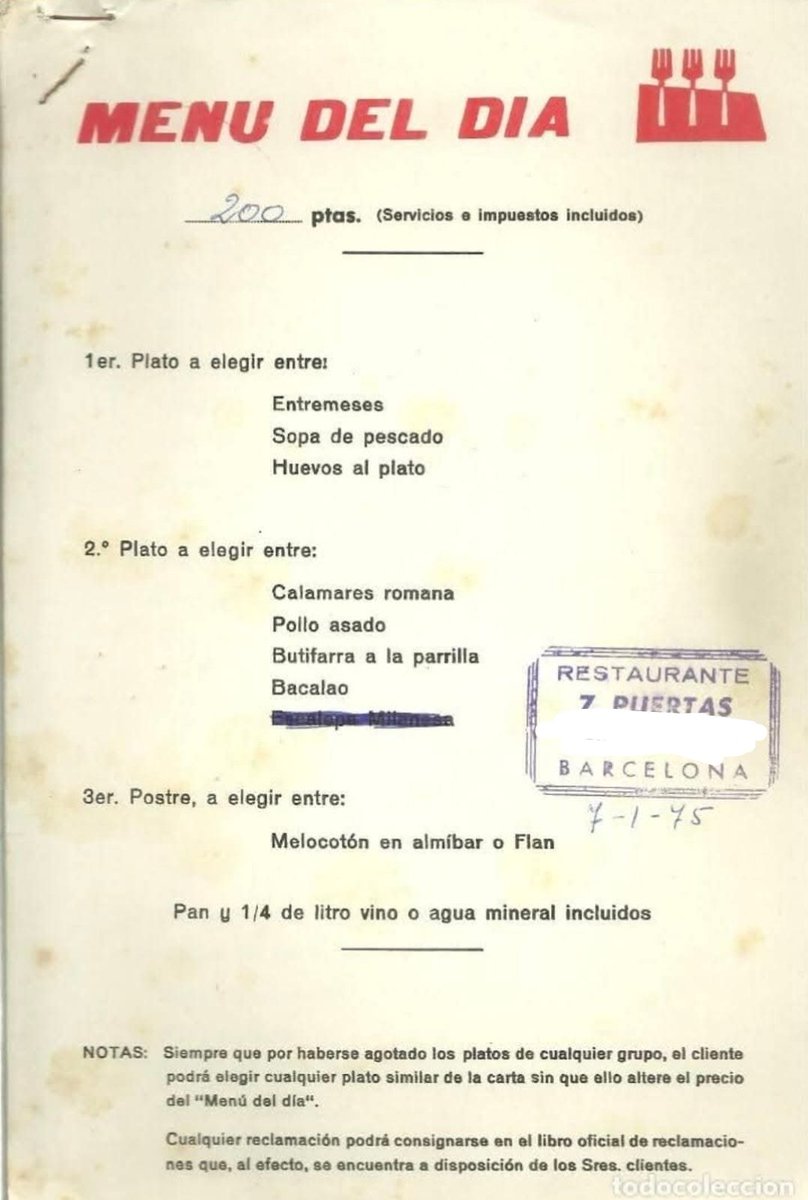 MENU DEL DIA
200 ptas. (Servicios e impuestos incluidos)
1er. Plato a elegir entre:
Entremeses
Sopa de pescado
Huevos al plato
2.º Plato a elegir entre:
Calamares romana
Pollo asado
Butifarra a la parrilla
Bacalao
Escalopa Milanesa
RESTAURANTE
7 PUERTAS
BARCELONA
7-1-75
3er. Postre, a elegir entre:
Melocotón en almíbar o Flan
Pan y 1/4 de litro vino o agua mineral incluidos
NOTAS: Siempre que por haberse agotado los platos de cualquier grupo, el cliente
podrá elegir cualquier plato similar de la carta sin que ello altere el precio
del "Menú del día".
Cualquier reclamación podrá consignarse en el libro oficial de reclamacio-
nes que, al efecto, se encuentra a disposición de los Sres. clientes.
todocoleccion